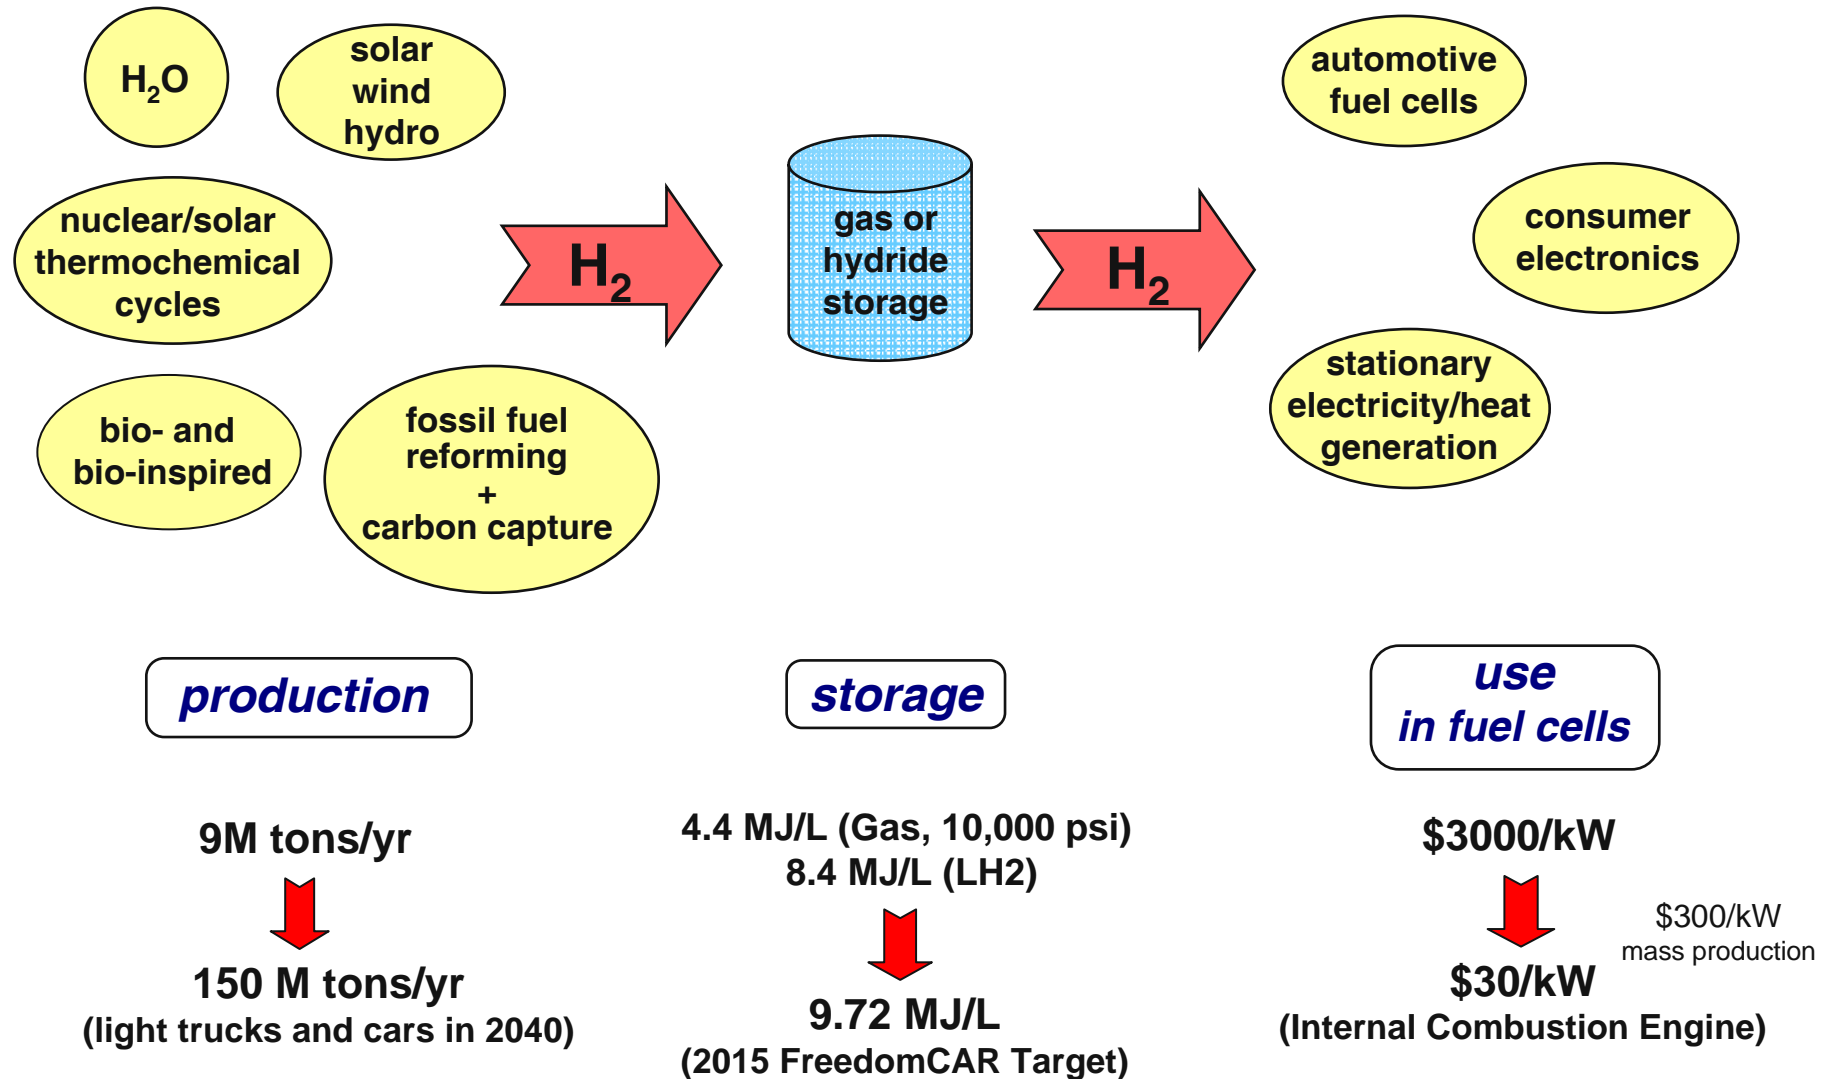 H₂O
solar
wind
hydro
nuclear/solar
thermochemical
cycles
bio- and
bio-inspired
fossil fuel
reforming
+
carbon capture
H₂
gas or
hydride
storage
H₂
automotive
fuel cells
consumer
electronics
stationary
electricity/heat
generation
production
storage
use
in fuel cells
9M tons/yr
150 M tons/yr
(light trucks and cars in 2040)
4.4 MJ/L (Gas, 10,000 psi)
8.4 MJ/L (LH2)
9.72 MJ/L
(2015 FreedomCAR Target)
$3000/kW
$300/kW
mass production
$30/kW
(Internal Combustion Engine)